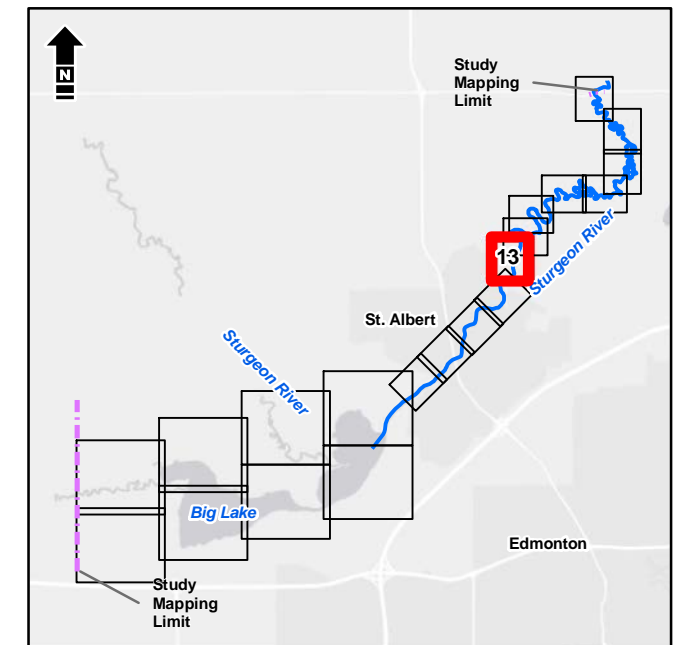 N
Study
Mapping
Limit
Sturgeon River
13
St. Albert
Sturgeon River
Big Lake
Edmonton
Study
Mapping
Limit